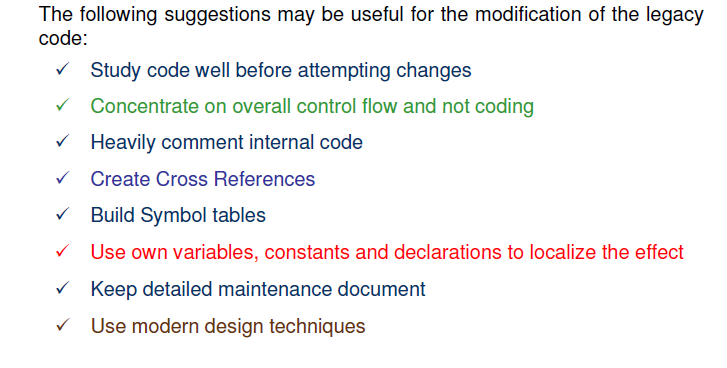 The following suggestions may be useful for the modification of the legacy
code:
✓ Study code well before attempting changes
✓ Concentrate on overall control flow and not coding
✓ Heavily comment internal code
✓ Create Cross References
✓ Build Symbol tables
✓ Use own variables, constants and declarations to localize the effect
✓ Keep detailed maintenance document
✓ Use modern design techniques